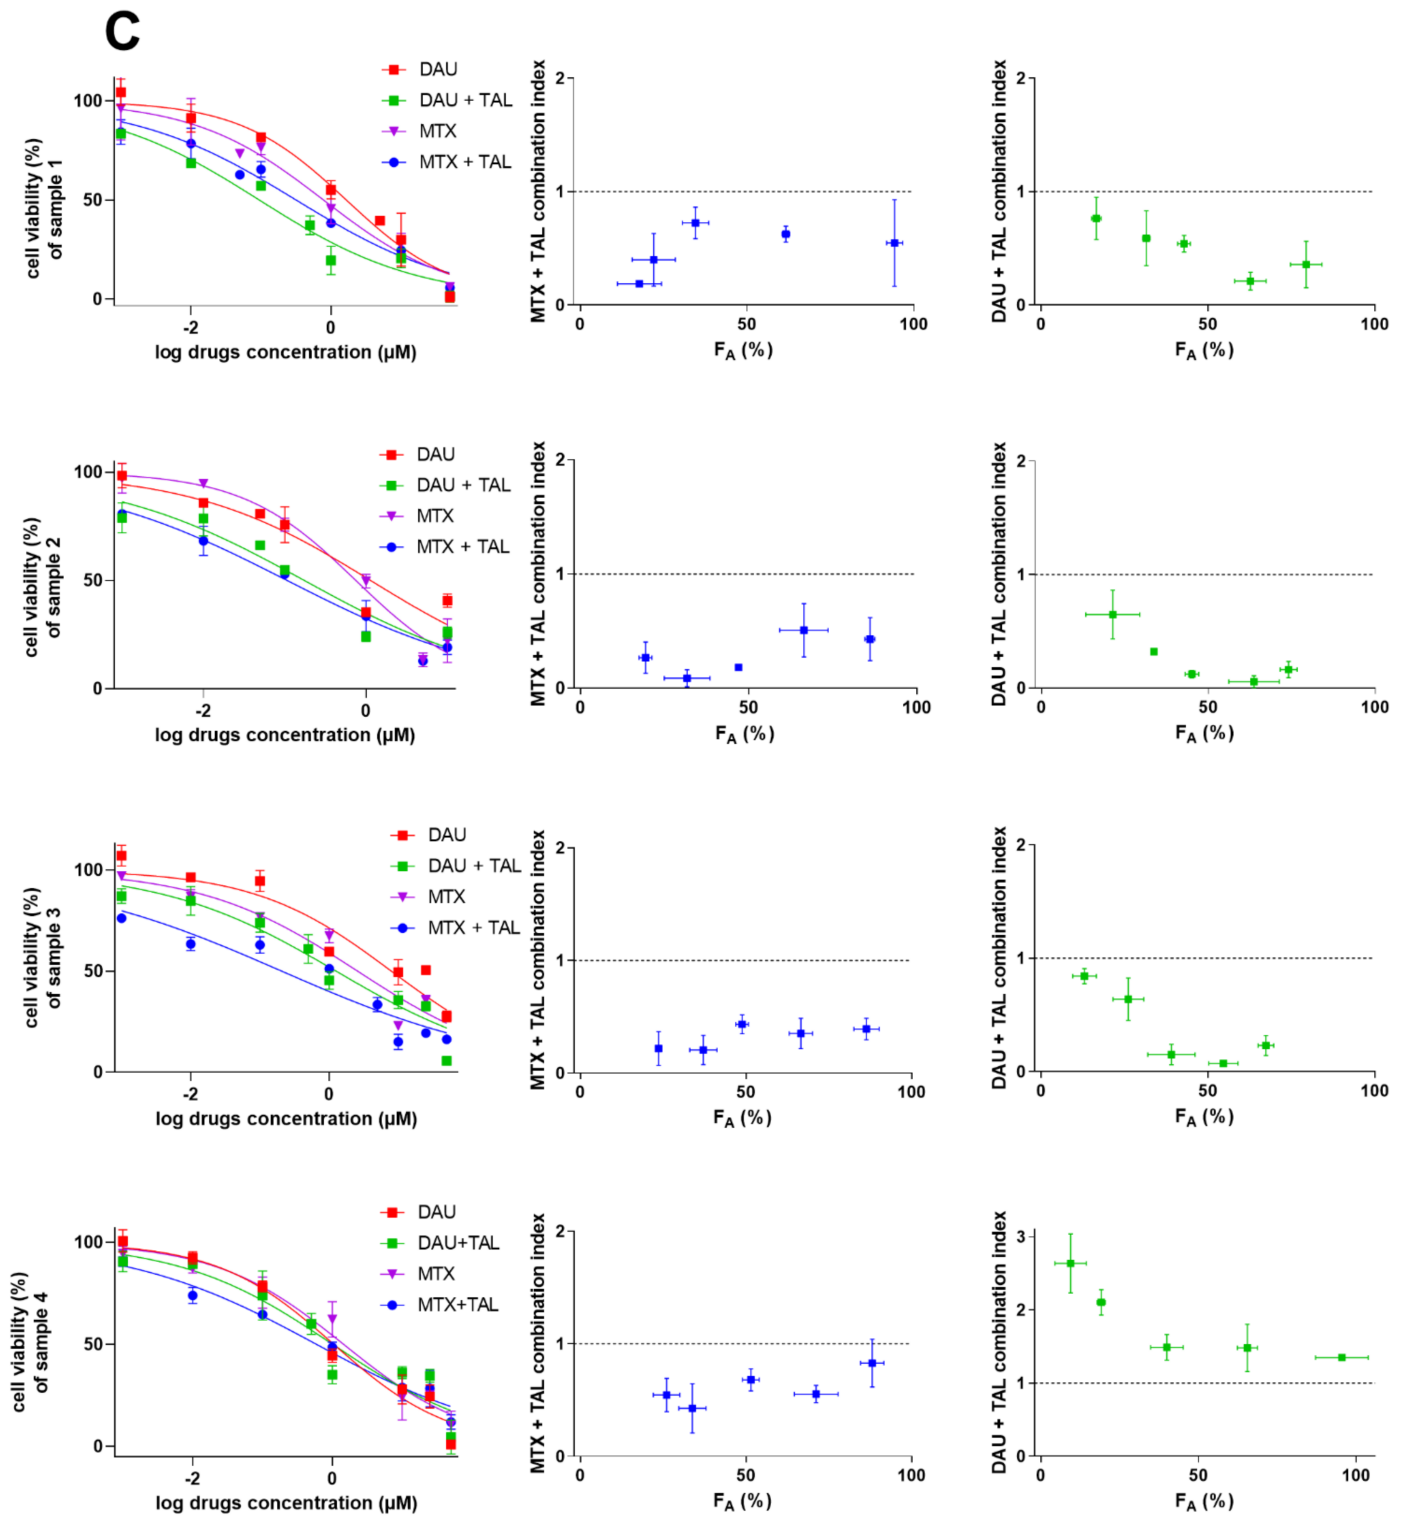 C
DAU
DAU + TAL
MTX
MTX + TAL
cell viability (%)
of sample 1
100
50
0
-2
0
log drugs concentration (µM)
MTX + TAL combination index
2
1
0
0
50
100
FA (%)
DAU + TAL combination index
2
1
0
0
50
100
FA (%)
DAU
DAU + TAL
MTX
MTX + TAL
cell viability (%)
of sample 2
100
50
0
-2
0
log drugs concentration (µM)
MTX + TAL combination index
2
1
0
0
50
100
FA (%)
DAU + TAL combination index
2
1
0
0
50
100
FA (%)
DAU
DAU + TAL
MTX
MTX + TAL
cell viability (%)
of sample 3
100
50
0
-2
0
log drugs concentration (µM)
MTX + TAL combination index
2
1
0
0
50
100
FA (%)
DAU + TAL combination index
2
1
0
0
50
100
FA (%)
DAU
DAU+TAL
MTX
MTX+TAL
cell viability (%)
of sample 4
100
50
0
-2
0
log drugs concentration (µM)
MTX + TAL combination index
2
1
0
0
50
100
FA (%)
DAU + TAL combination index
3
2
1
0
0
50
100
FA (%)